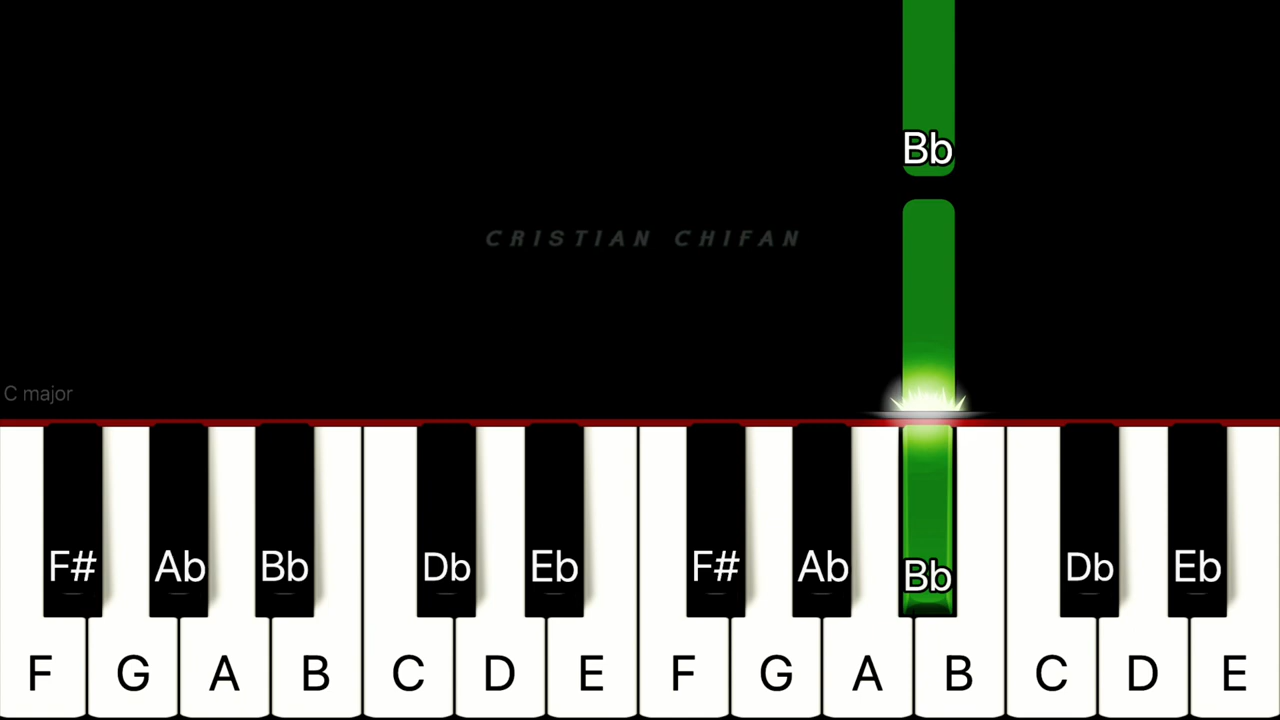 Bb
CRISTIAN CHIFAN
C major
F# Ab Bb Db Eb F# Ab Bb Db Eb
F G A B C D E F G A B C D E